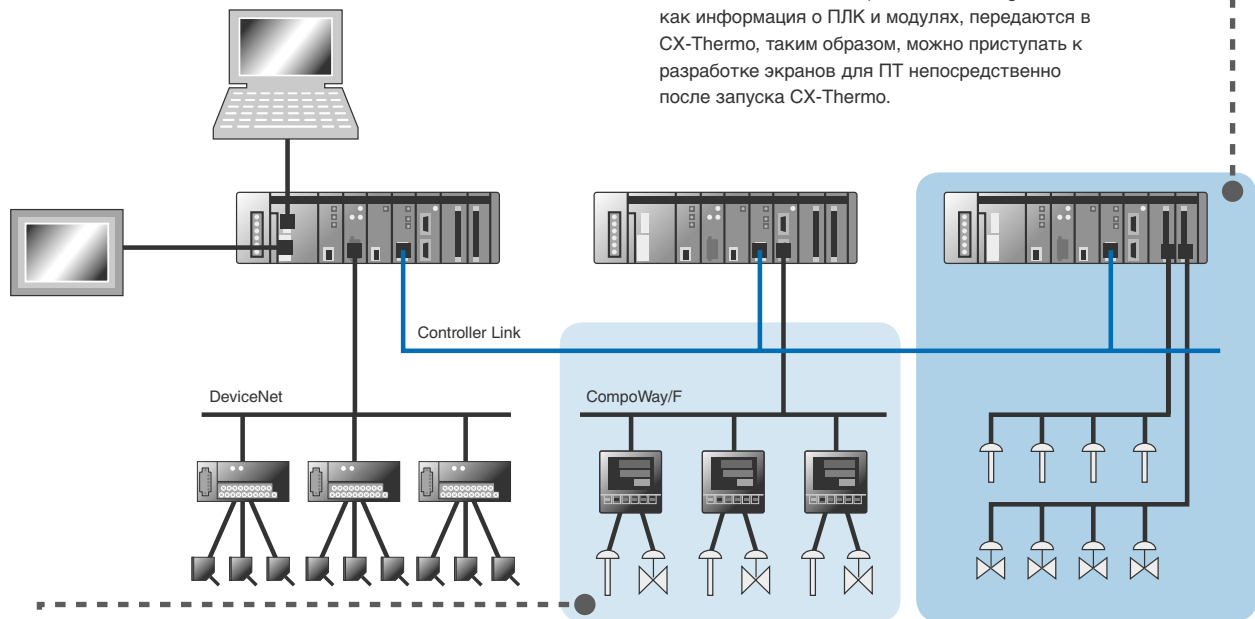 как информация о ПЛК и модулях, передаются в
CX-Thermo, таким образом, можно приступать к
разработке экранов для ПТ непосредственно
после запуска CX-Thermo.
Controller Link
DeviceNet
CompoWay/F